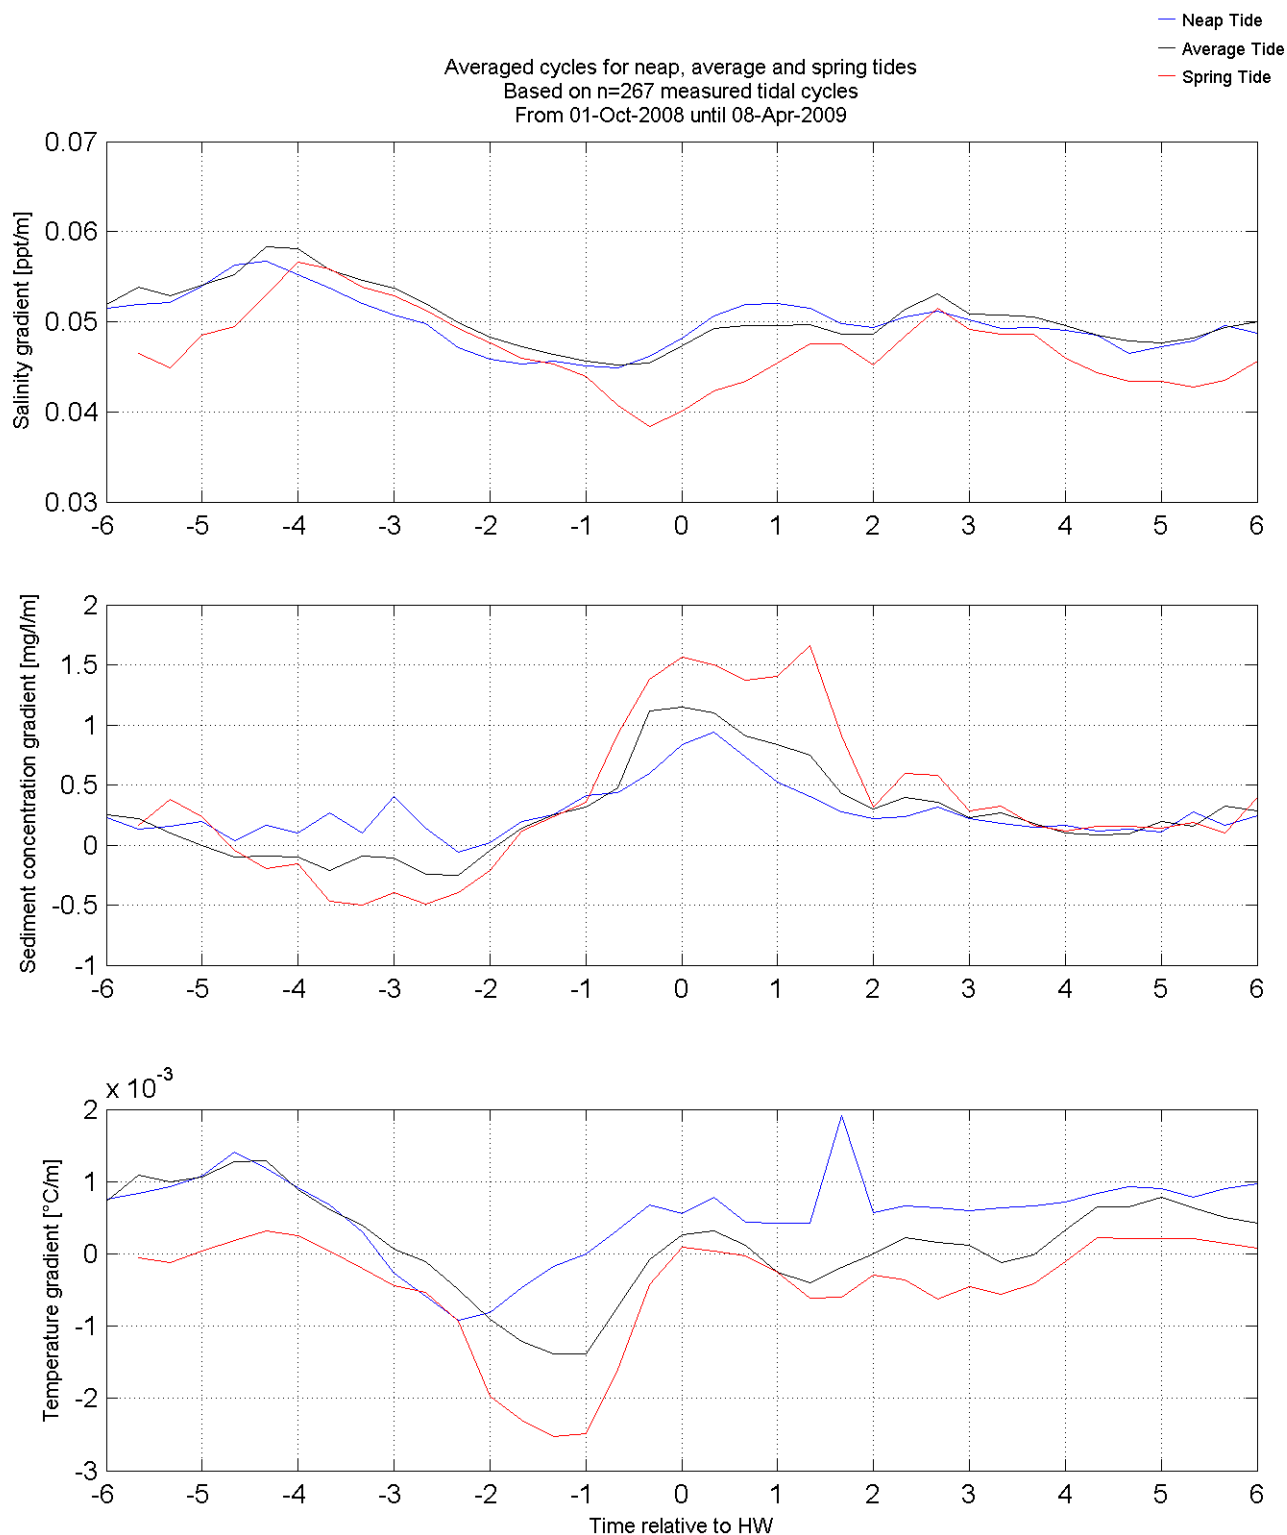 Neap Tide
Average Tide
Spring Tide
Averaged cycles for neap, average and spring tides
Based on n=267 measured tidal cycles
From 01-Oct-2008 until 08-Apr-2009
Salinity gradient [ppt/m]
0.07
0.06
0.05
0.04
0.03
-6 -5 -4 -3 -2 -1 0 1 2 3 4 5 6
Sediment concentration gradient [mg/l/m]
2
1.5
1
0.5
0
-0.5
-1
-6 -5 -4 -3 -2 -1 0 1 2 3 4 5 6
x 10-3
Temperature gradient [°C/m]
2
1
0
-1
-2
-3
-6 -5 -4 -3 -2 -1 0 1 2 3 4 5 6
Time relative to HW